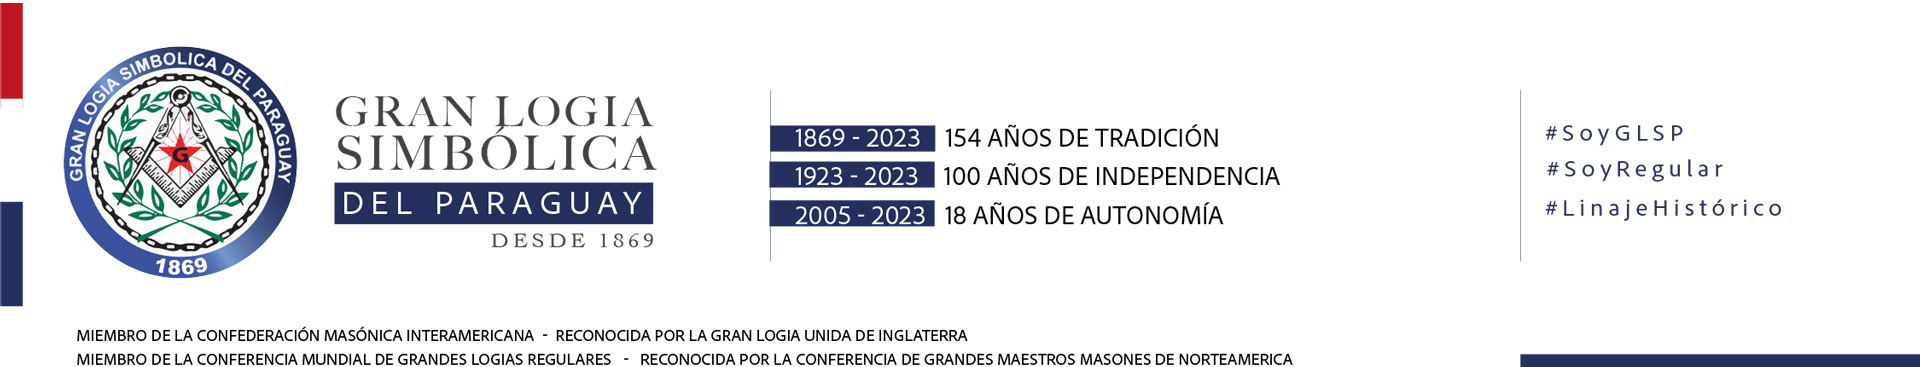 GRAN LOGIA SIMBOLICA DEL PARAGUAY
G
1869
GRAN LOGIA
SIMBÓLICA
DEL PARAGUAY
DESDE 1869
1869 - 2023 154 AÑOS DE TRADICIÓN
1923 - 2023 100 AÑOS DE INDEPENDENCIA
2005 - 2023 18 AÑOS DE AUTONOMÍA
#SoyGLSP
#SoyRegular
#LinajeHistórico
MIEMBRO DE LA CONFEDERACIÓN MASÓNICA INTERAMERICANA - RECONOCIDA POR LA GRAN LOGIA UNIDA DE INGLATERRA
MIEMBRO DE LA CONFERENCIA MUNDIAL DE GRANDES LOGIAS REGULARES - RECONOCIDA POR LA CONFERENCIA DE GRANDES MAESTROS MASONES DE NORTEAMERICA